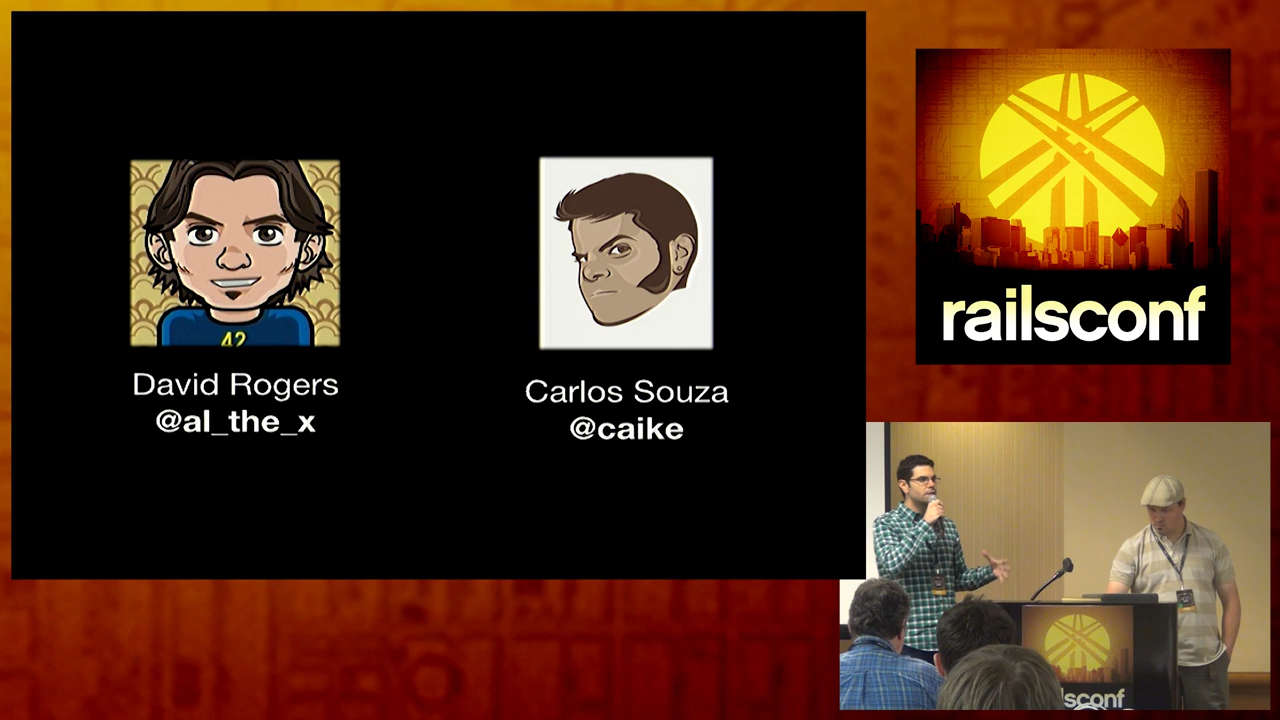 42
David Rogers
@al_the_x
Carlos Souza
@caike
railsconf
lsconf